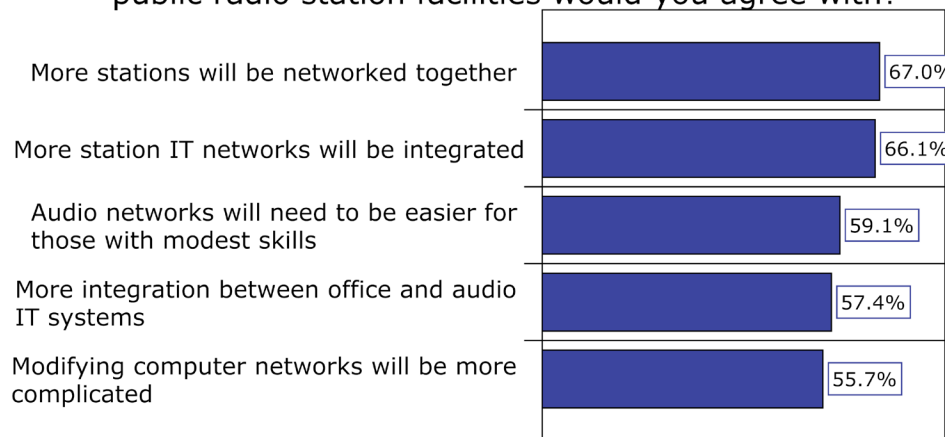 public radio station facilities would you agree with?
More stations will be networked together
67.0%
More station IT networks will be integrated
66.1%
Audio networks will need to be easier for
those with modest skills
59.1%
More integration between office and audio
IT systems
57.4%
Modifying computer networks will be more
complicated
55.7%